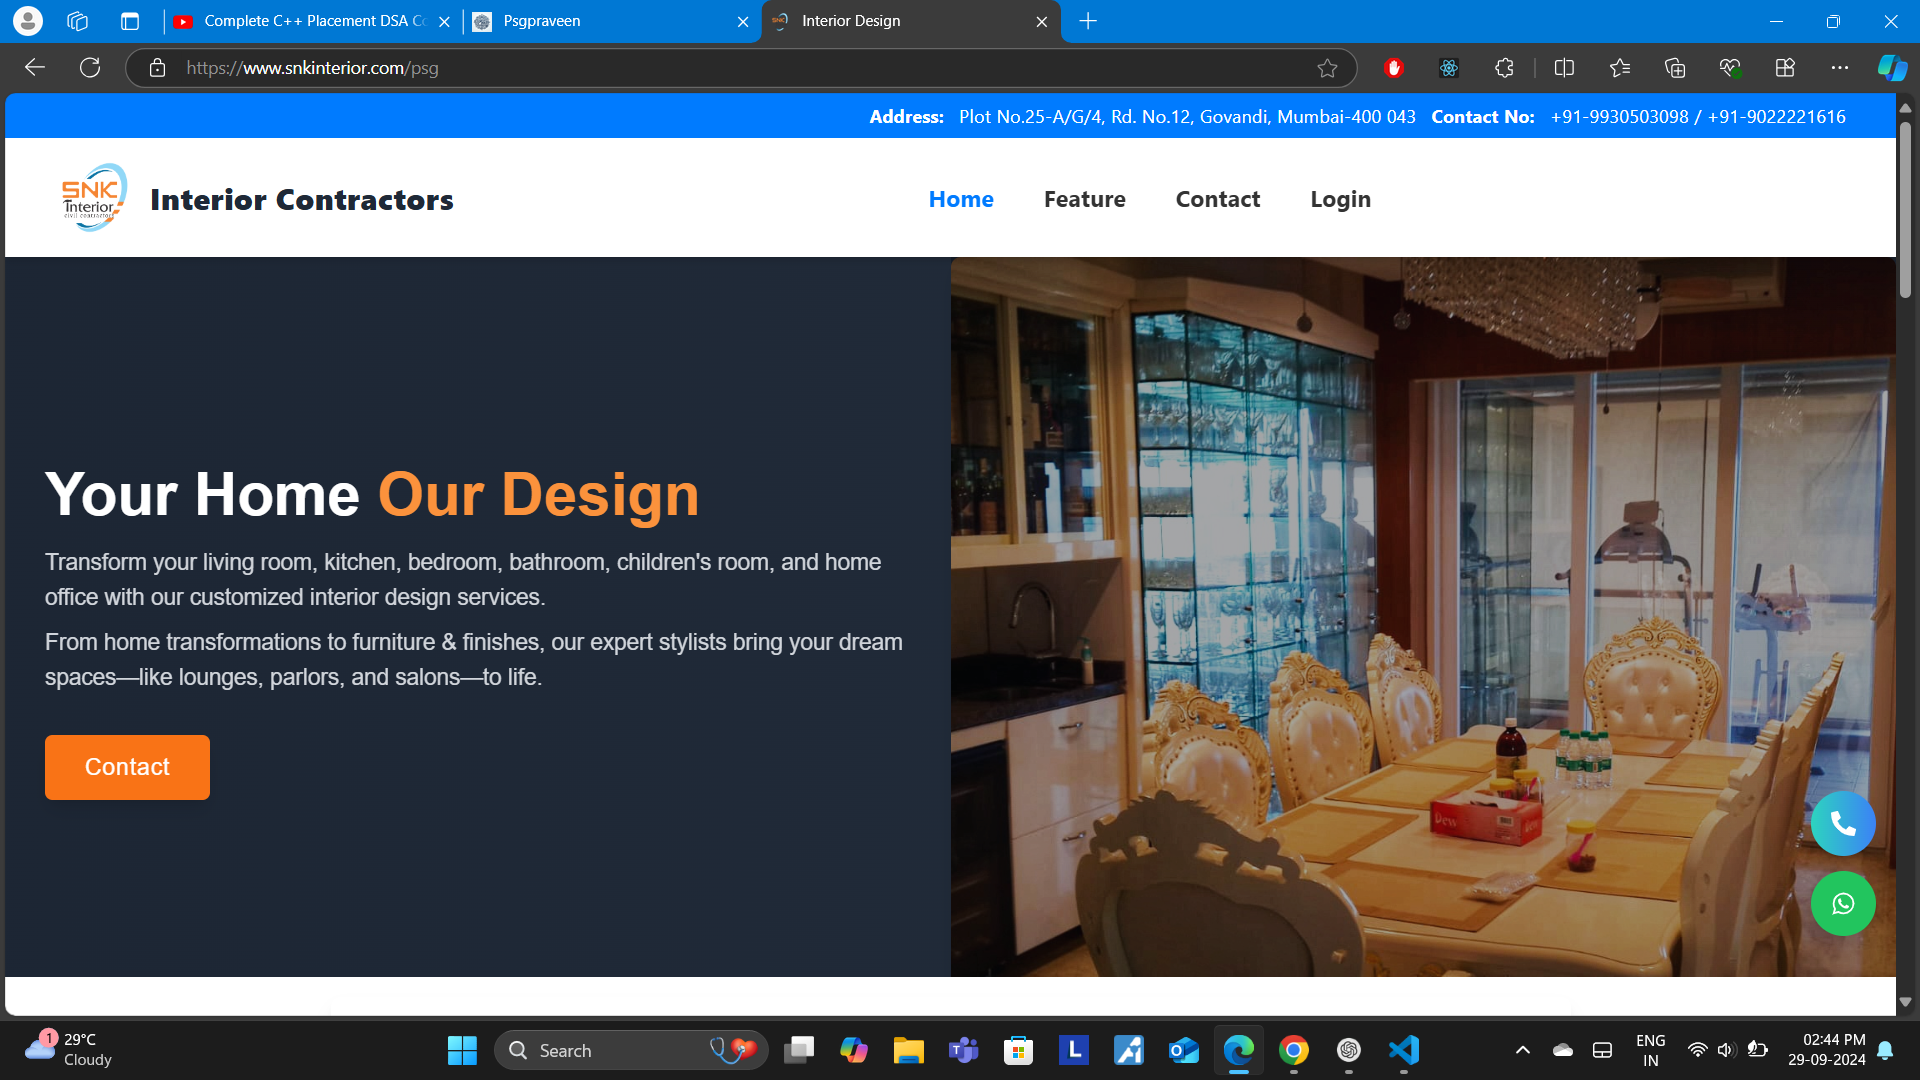 Complete C++ Placement DSA Co
Psgpraveen
Interior Design
https://www.snkinterior.com/psg
Address: Plot No.25-A/G/4, Rd. No.12, Govandi, Mumbai-400 043 Contact No: +91-9930503098 / +91-9022221616
SNK
Interior
civil contractors
Interior Contractors
Home Feature Contact Login
Your Home Our Design
Transform your living room, kitchen, bedroom, bathroom, children's room, and home
office with our customized interior design services.
From home transformations to furniture & finishes, our expert stylists bring your dream
spaces—like lounges, parlors, and salons—to life.
Contact
Dew
1
29°C
Cloudy
Search
ENG
IN
02:44 PM
29-09-2024